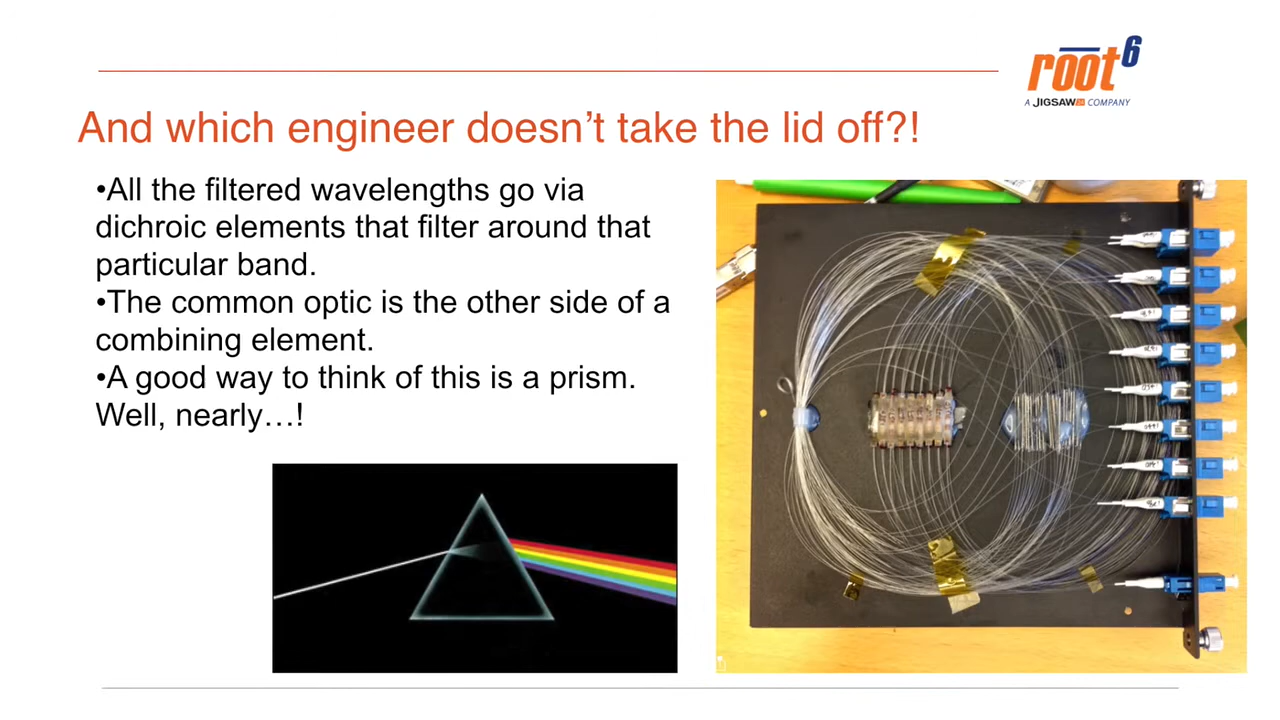 root6
A JIGSAW24 COMPANY
And which engineer doesn't take the lid off?!
•All the filtered wavelengths go via
dichroic elements that filter around that
particular band.
•The common optic is the other side of a
combining element.
•A good way to think of this is a prism.
Well, nearly…!